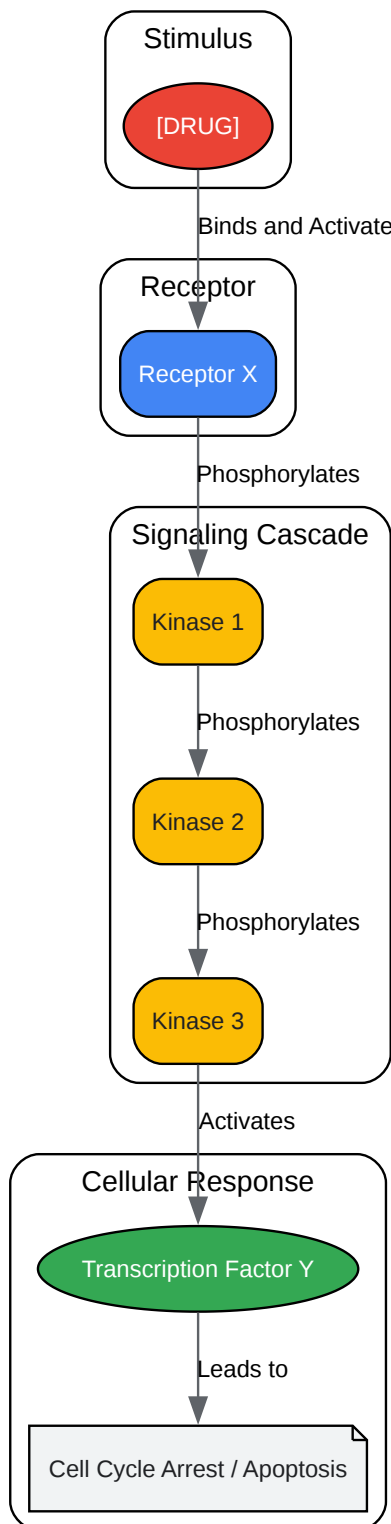 Stimulus
[DRUG]
Binds and Activate
Receptor
Receptor X
Phosphorylates
Signaling Cascade
Kinase 1
Phosphorylates
Kinase 2
Phosphorylates
Kinase 3
Activates
Cellular Response
Transcription Factor Y
Leads to
Cell Cycle Arrest / Apoptosis